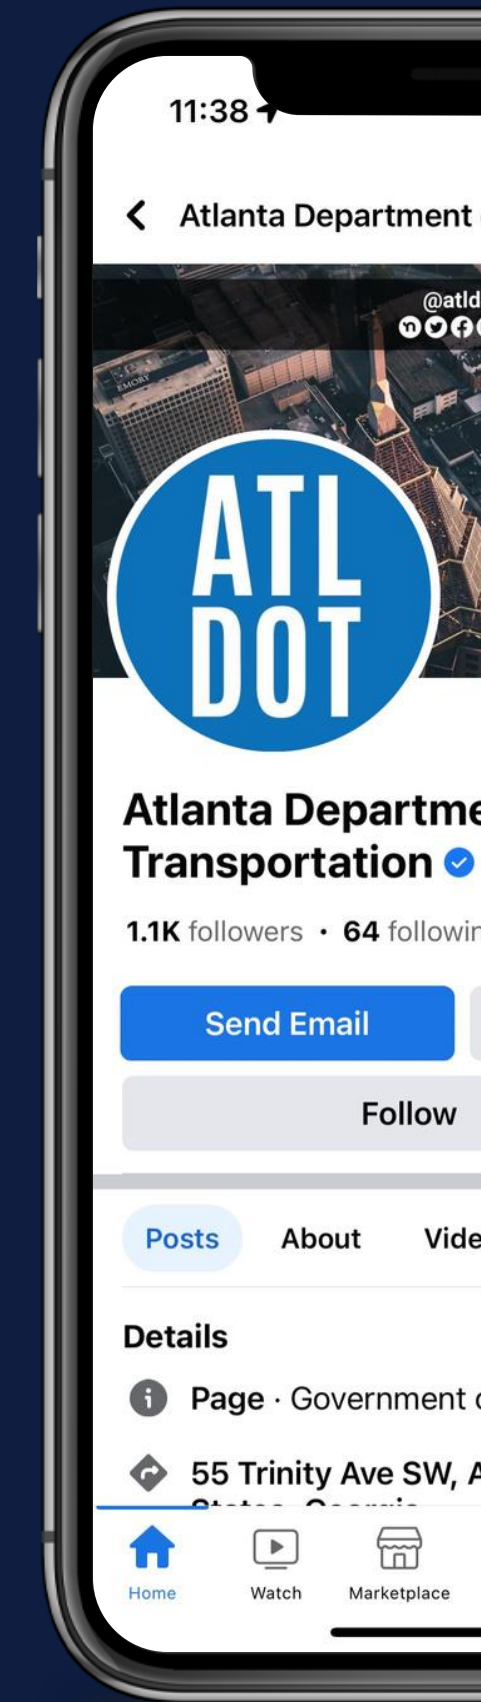 11:38
Atlanta Department
@atld
EMORY
ATL
DOT
Atlanta Departme
Transportation
1.1K followers • 64 followin
Send Email
Follow
Posts About Vide
Details
Page · Government
55 Trinity Ave SW, A
Home Watch Marketplace